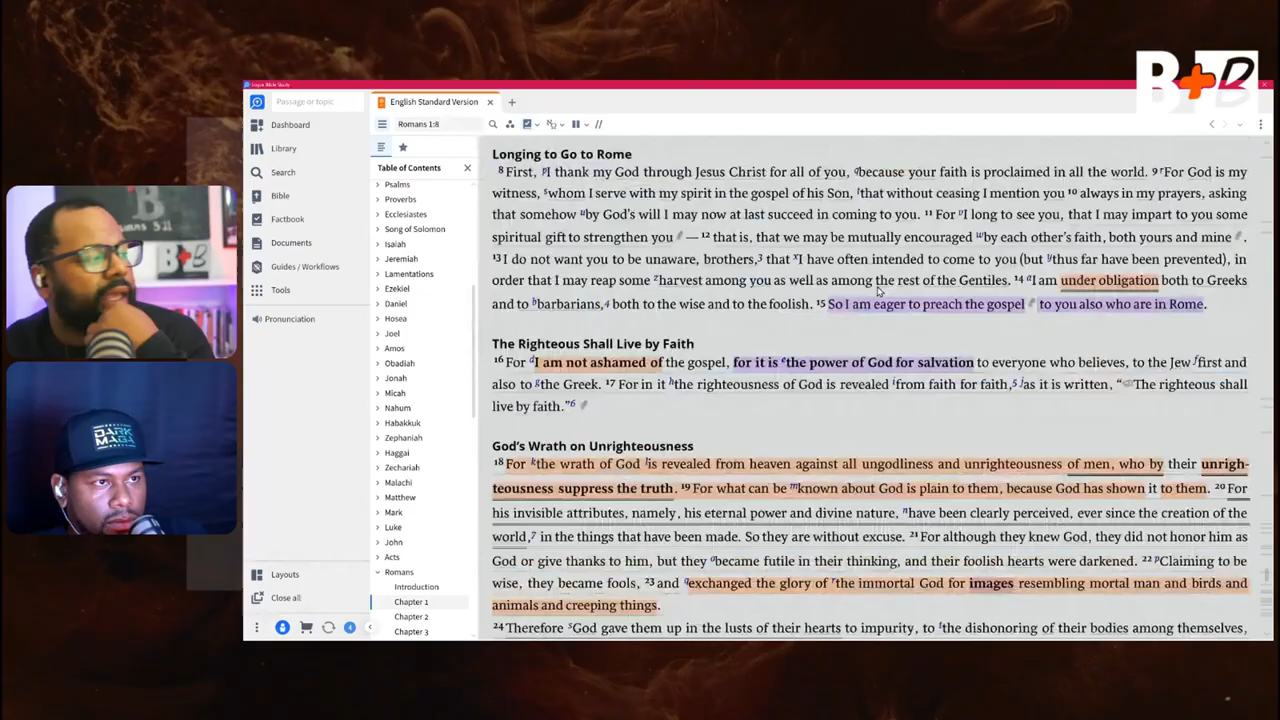 B+B
Logos Bible Study
Passage or topic
English Standard Version
Dashboard
Romans 1:8
Library
Search
Bible
Factbook
Documents
Guides / Workflows
Tools
Pronunciation
Layouts
Close all
4
Table of Contents
Psalms
Proverbs
Ecclesiastes
Song of Solomon
Isaiah
Jeremiah
Lamentations
Ezekiel
Daniel
Hosea
Joel
Amos
Obadiah
Jonah
Micah
Nahum
Habakkuk
Zephaniah
Haggai
Zechariah
Malachi
Matthew
Mark
Luke
John
Acts
Romans
Introduction
Chapter 1
Chapter 2
Chapter 3
Longing to Go to Rome
8 First, p I thank my God through Jesus Christ for all of you, q because your faith is proclaimed in all the world. 9 r For God is my
witness, s whom I serve with my spirit in the gospel of his Son, t that without ceasing I mention you 10 always in my prayers, asking
that somehow u by God's will I may now at last succeed in coming to you. 11 For v I long to see you, that I may impart to you some
spiritual gift to strengthen you — 12 that is, that we may be mutually encouraged w by each other's faith, both yours and mine .
13 I do not want you to be unaware, brothers,3 that x I have often intended to come to you (but y thus far have been prevented), in
order that I may reap some z harvest among you as well as among the rest of the Gentiles. 14 a I am under obligation both to Greeks
and to b barbarians,4 both to the wise and to the foolish. 15 So I am eager to preach the gospel to you also who are in Rome.
The Righteous Shall Live by Faith
16 For d I am not ashamed of the gospel, for it is e the power of God for salvation to everyone who believes, to the Jew f first and
also to g the Greek. 17 For in it h the righteousness of God is revealed i from faith for faith,5 j as it is written, “The righteous shall
live by faith.”6
God's Wrath on Unrighteousness
18 For k the wrath of God l is revealed from heaven against all ungodliness and unrighteousness of men, who by their unrigh-
teousness suppress the truth. 19 For what can be m known about God is plain to them, because God has shown it to them. 20 For
his invisible attributes, namely, his eternal power and divine nature, n have been clearly perceived, ever since the creation of the
world,7 in the things that have been made. So they are without excuse. 21 For although they knew God, they did not honor him as
God or give thanks to him, but they o became futile in their thinking, and their foolish hearts were darkened. 22 p Claiming to be
wise, they became fools, 23 and q exchanged the glory of r the immortal God for images resembling mortal man and birds and
animals and creeping things.
24 Therefore s God gave them up in the lusts of their hearts to impurity, to t the dishonoring of their bodies among themselves,
DARK
MAGA